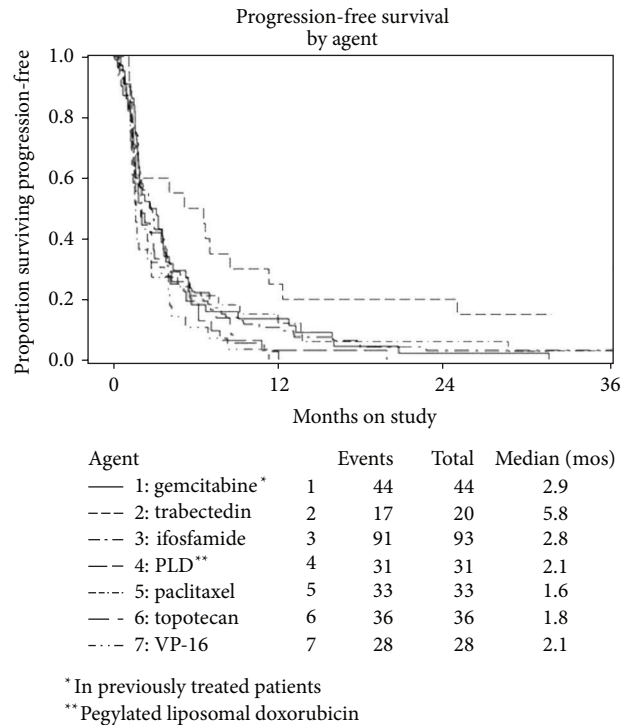 Progression-free survival
by agent
Proportion surviving progression-free
1.0
0.8
0.6
0.4
0.2
0.0
0 12 24 36
Months on study
Agent Events Total Median (mos)
1: gemcitabine* 1 44 44 2.9
2: trabectedin 2 17 20 5.8
3: ifosfamide 3 91 93 2.8
4: PLD** 4 31 31 2.1
5: paclitaxel 5 33 33 1.6
6: topotecan 6 36 36 1.8
7: VP-16 7 28 28 2.1
*In previously treated patients
**Pegylated liposomal doxorubicin